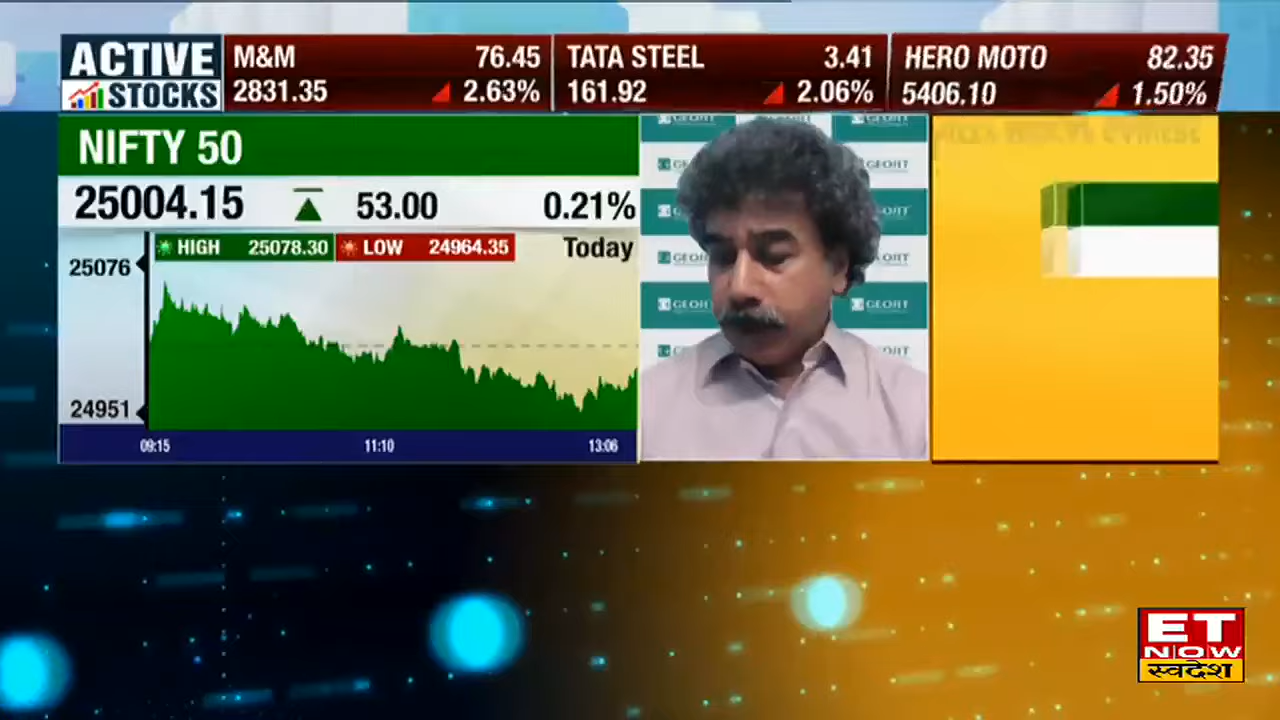 ACTIVE
STOCKS
M&M 76.45
2831.35 2.63%
TATA STEEL 3.41
161.92 2.06%
HERO MOTO 82.35
5406.10 1.50%
NIFTY 50
25004.15 53.00 0.21%
HIGH 25078.30 LOW 24964.35 Today
25076
24951
09:15 11:10 13:06
ET
NOW
स्वदेश